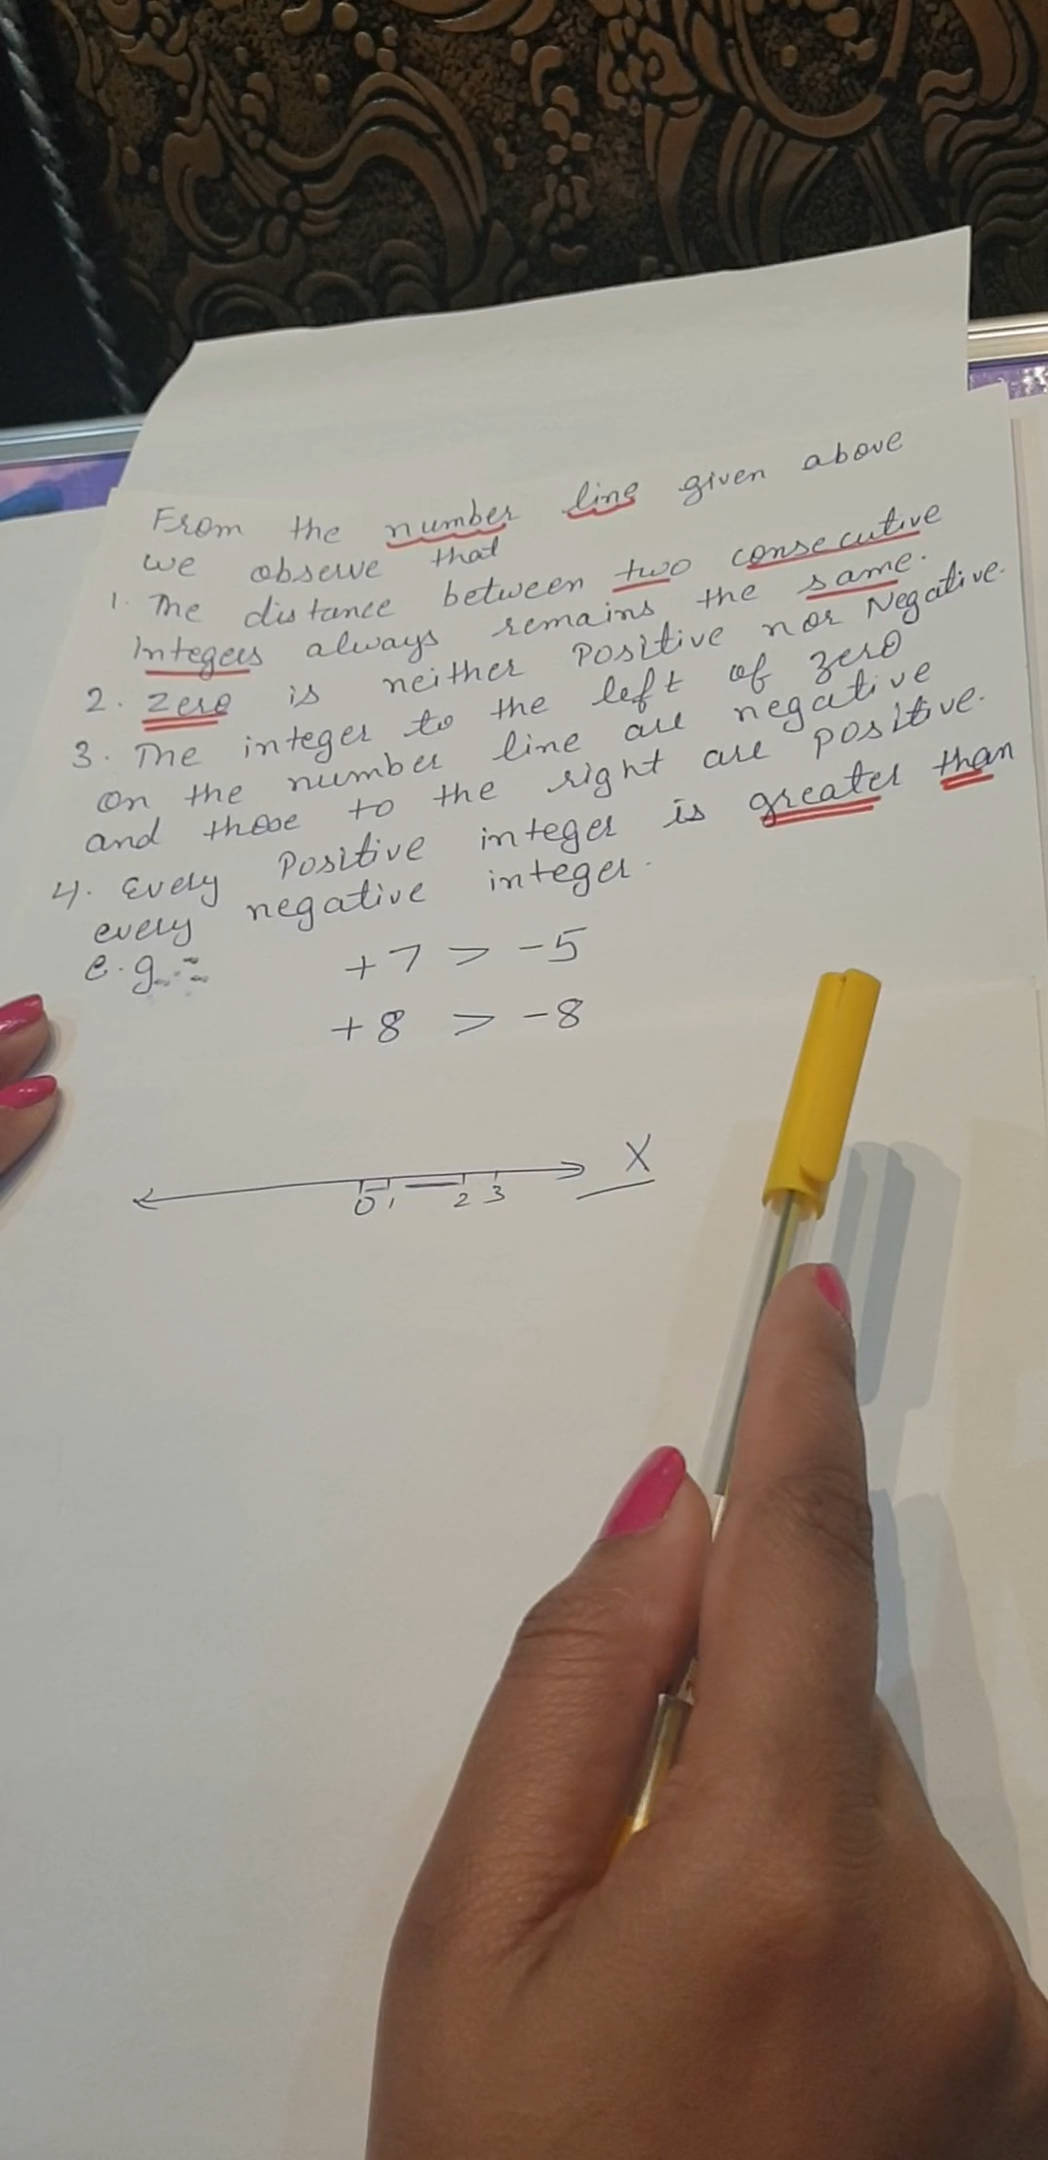 From the number line given above
we observe that
1. The distance between two consecutive
Integers always remains the same.
2. Zero is neither Positive nor Negative.
3. The integer to the left of zero
on the number line are negative
and those to the right are positive.
4. Every Positive integer is greater than
every negative integer.
e.g.:-
+7 > -5
+8 > -8
X
0 1 2 3